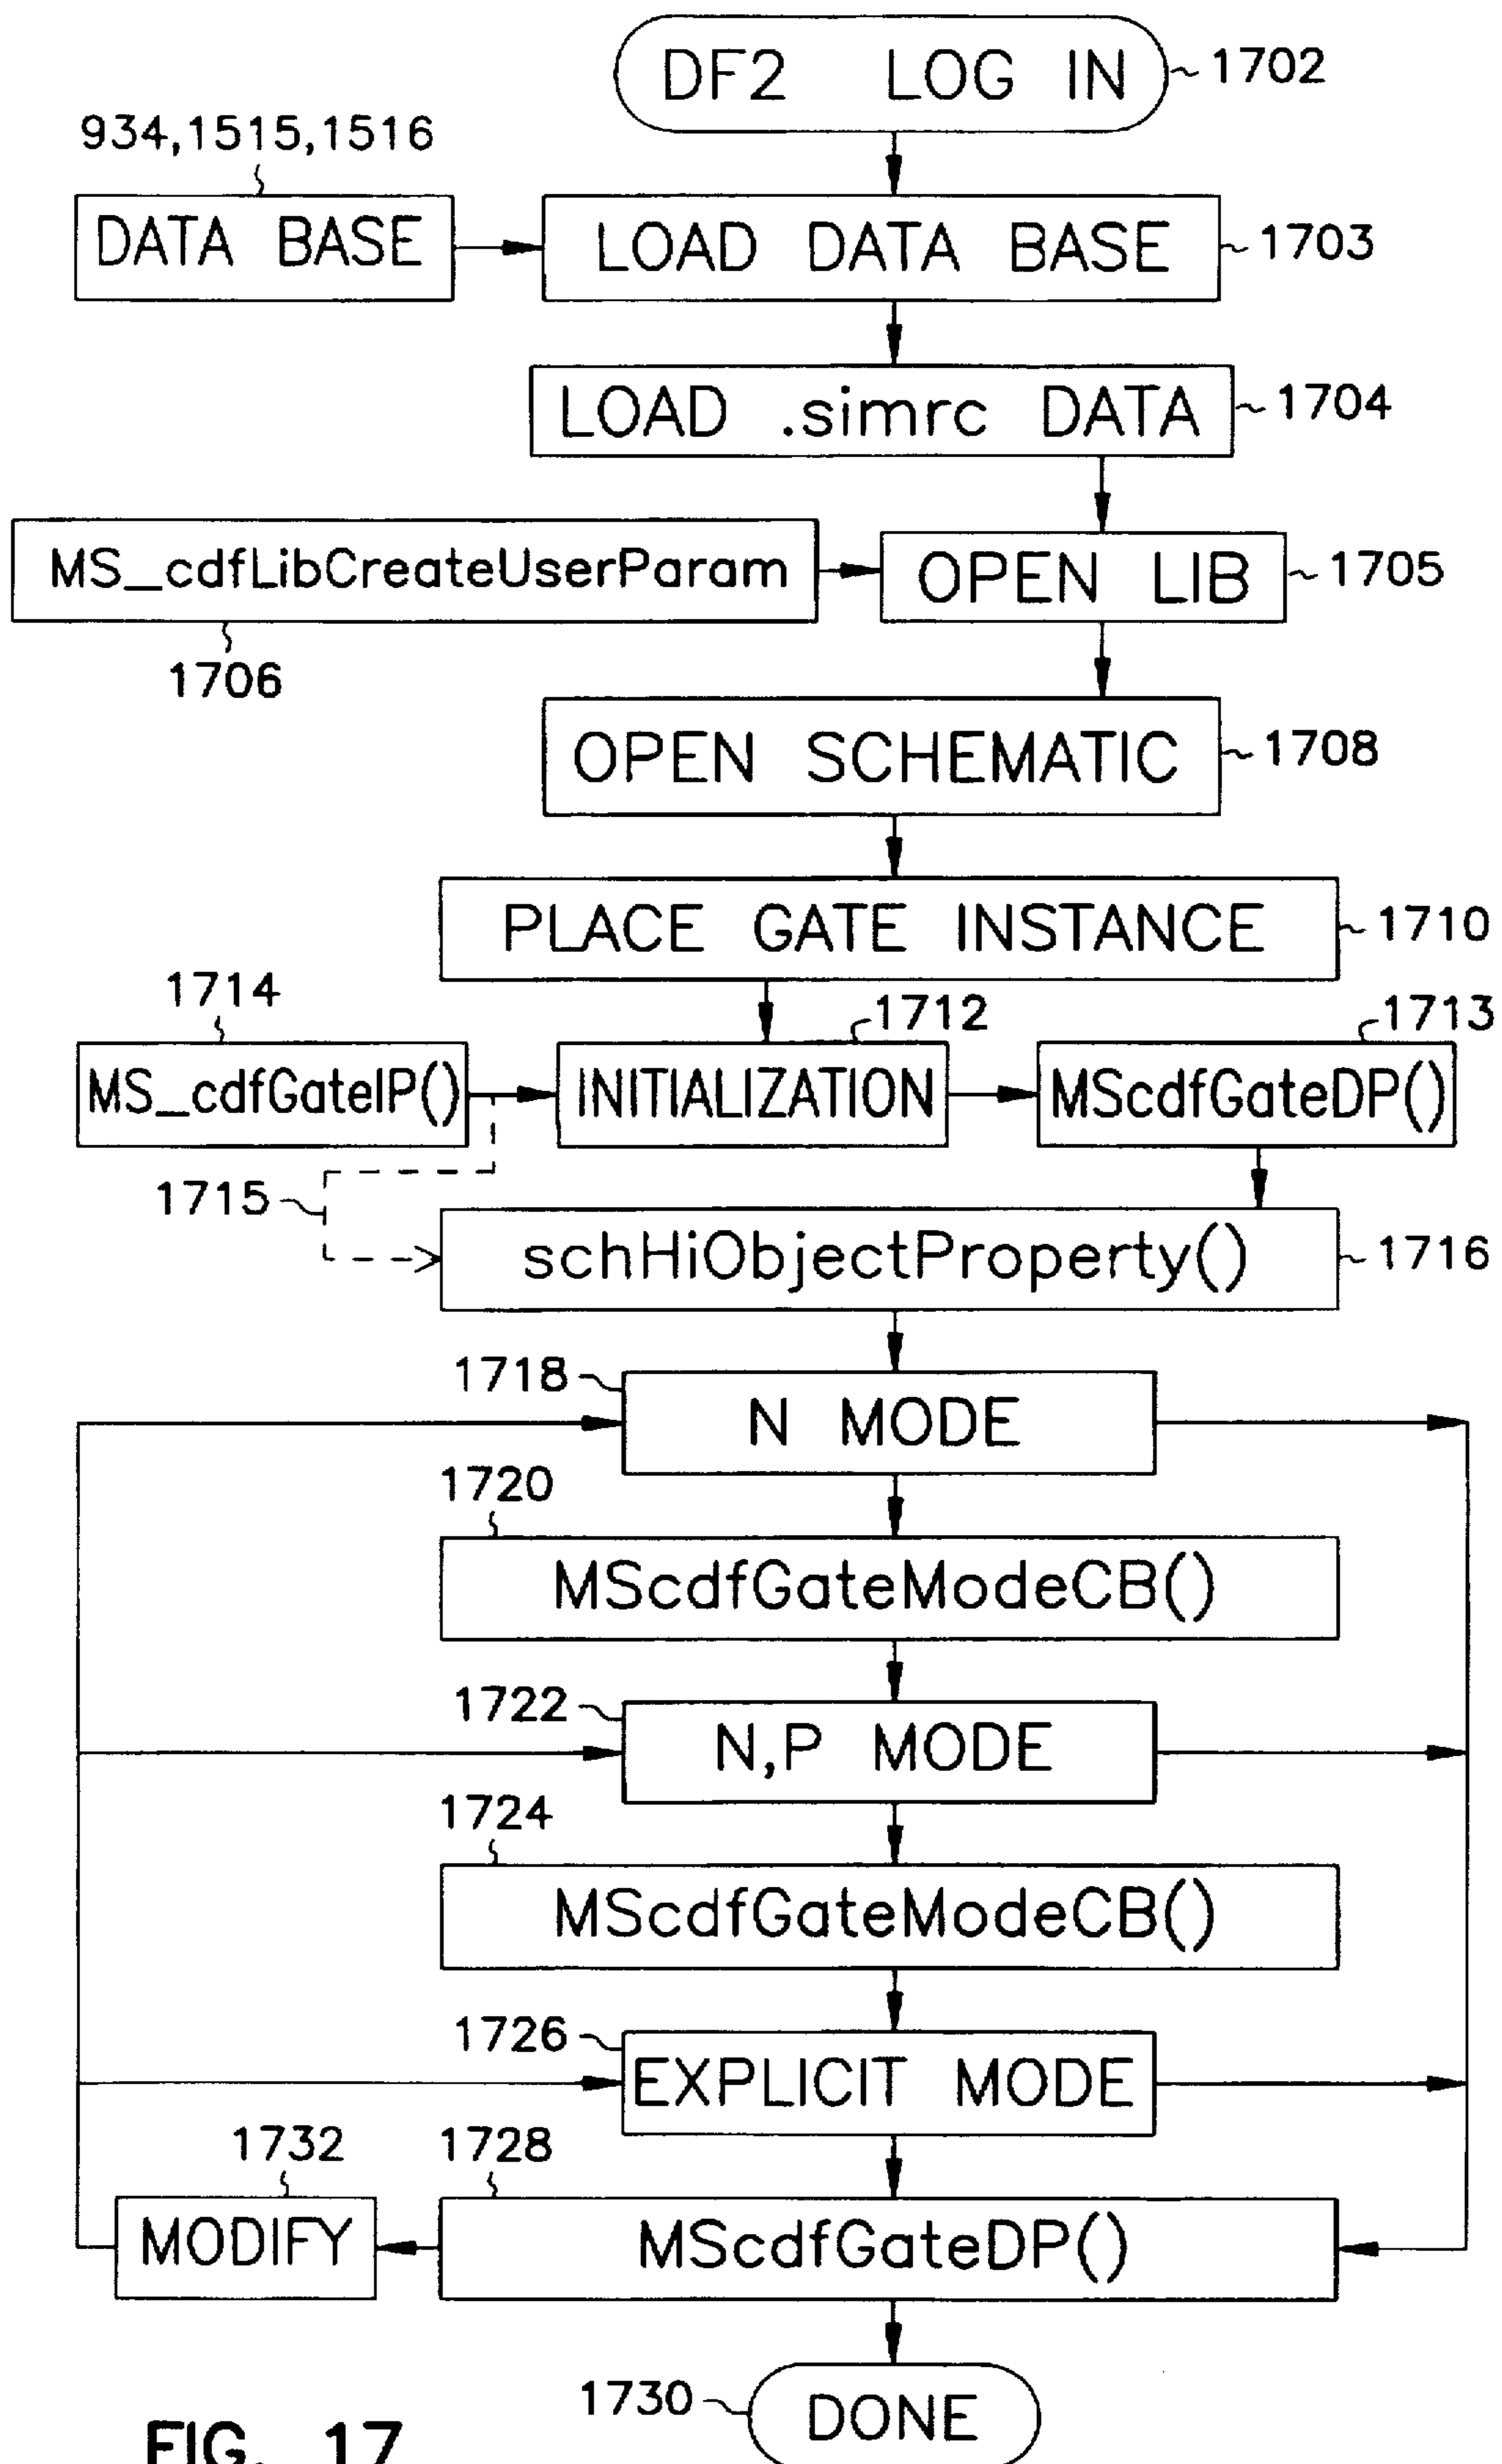 DF2 LOG IN
1702
934,1515,1516
DATA BASE
LOAD DATA BASE
1703
LOAD .simrc DATA
1704
MS_cdfLibCreateUserParam
OPEN LIB
1705
1706
OPEN SCHEMATIC
1708
PLACE GATE INSTANCE
1710
1714
1712
1713
MS_cdfGateIP()
INITIALIZATION
MScdfGateDP()
1715
schHiObjectProperty()
1716
1718
N MODE
1720
MScdfGateModeCB()
1722
N,P MODE
1724
MScdfGateModeCB()
1726
EXPLICIT MODE
1732
1728
MODIFY
MScdfGateDP()
1730
DONE
FIG. 17